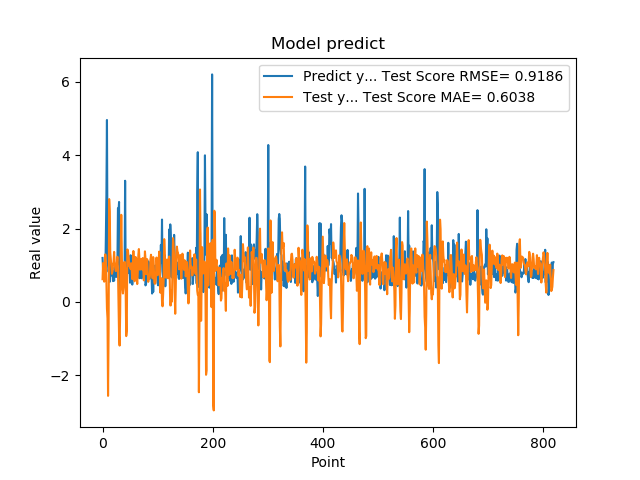 Model predict
Predict y... Test Score RMSE= 0.9186
Test y... Test Score MAE= 0.6038
Real value
6
4
2
0
−2
0 200 400 600 800
Point